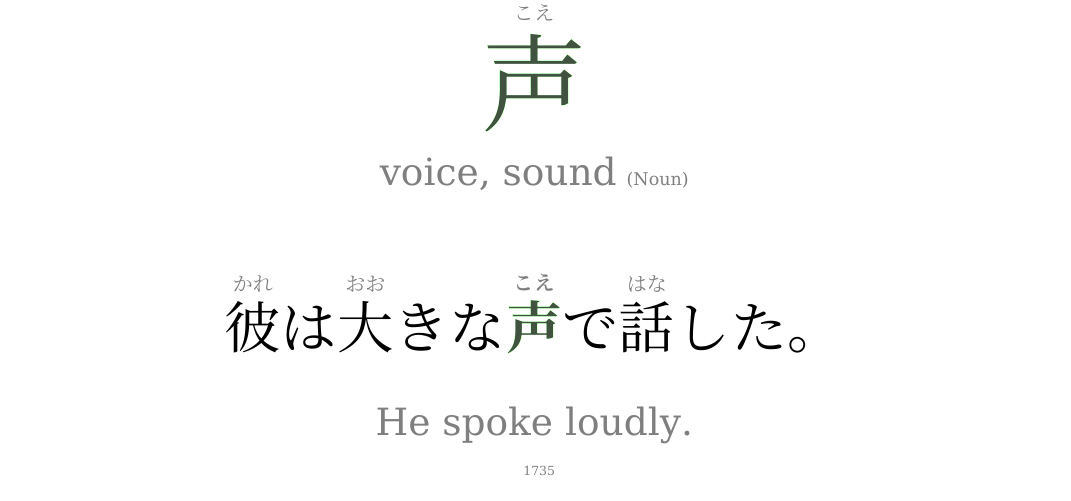 こえ
声
voice, sound (Noun)
かれ おお こえ はな
彼は大きな声で話した。
He spoke loudly.
1735